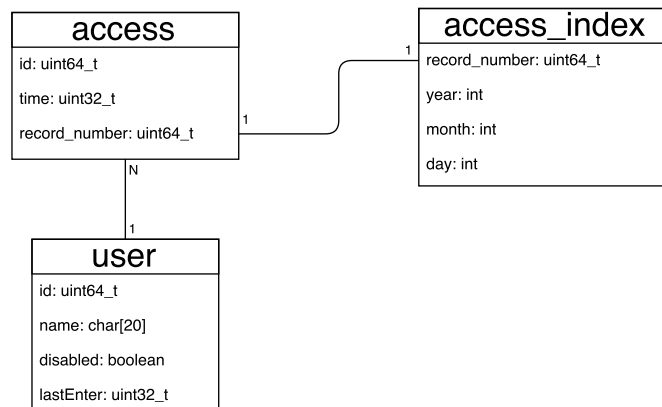 access
id: uint64_t
time: uint32_t
record_number: uint64_t
access_index
record_number: uint64_t
year: int
month: int
day: int
1
1
N
1
user
id: uint64_t
name: char[20]
disabled: boolean
lastEnter: uint32_t